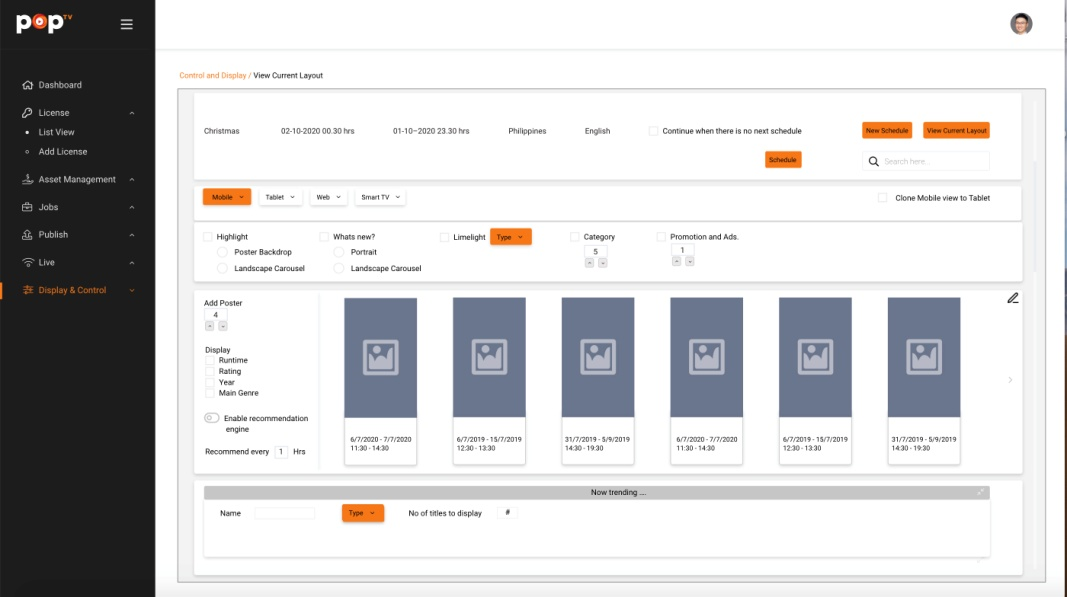 popTV
Dashboard
License
List View
Add License
Asset Management
Jobs
Publish
Live
Display & Control
Control and Display / View Current Layout
Christmas 02-10-2020 00.30 hrs 01-10-2020 23.30 hrs Philippines English Continue when there is no next schedule New Schedule View Current Layout
Schedule Search here...
Mobile Tablet Web Smart TV Clone Mobile view to Tablet
Highlight Whats new? Limelight Type Category Promotion and Ads.
Poster Backdrop Portrait 5 1
Landscape Carousel Landscape Carousel
Add Poster
4
Display
Runtime
Rating
Year
Main Genre
Enable recommendation
engine
Recommend every 1 Hrs
6/7/2020 - 7/7/2020
11:30 - 14:30
6/7/2019 - 15/7/2019
12:30 - 13:30
31/7/2019 - 5/9/2019
14:30 - 19:30
6/7/2020 - 7/7/2020
11:30 - 14:30
6/7/2019 - 15/7/2019
12:30 - 13:30
31/7/2019 - 5/9/2019
14:30 - 19:30
Now trending ...
Name Type No of titles to display #